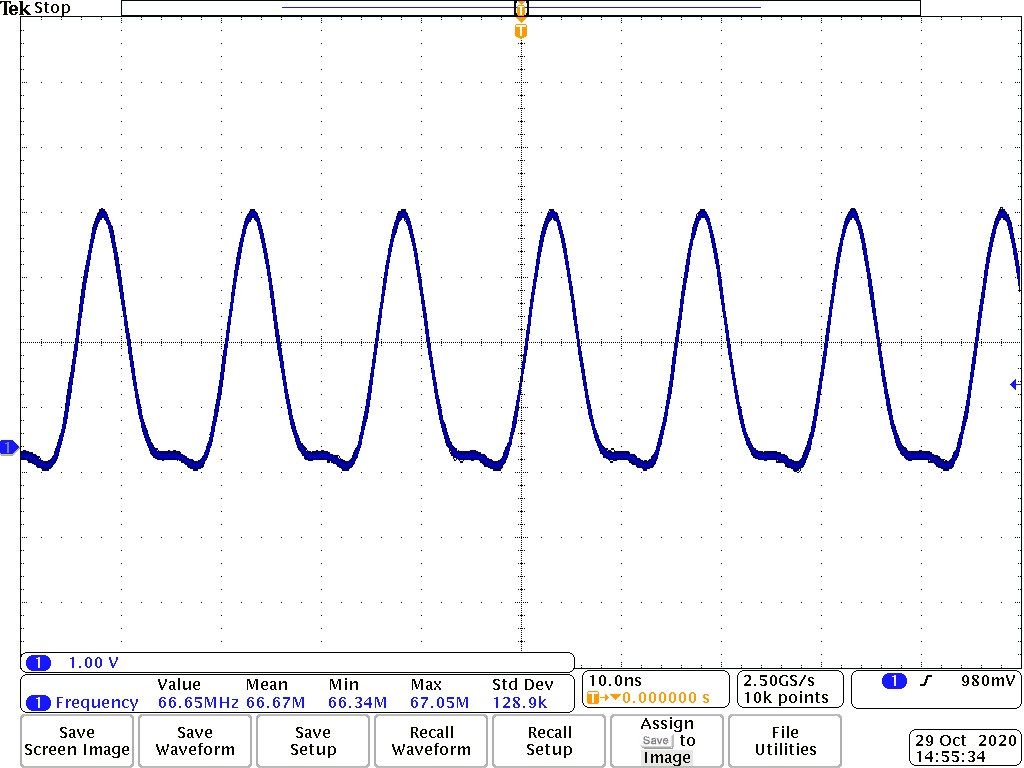 Tek Stop
T
T
1
1 1.00 V
Value Mean Min Max Std Dev
1 Frequency 66.65MHz 66.67M 66.34M 67.05M 128.9k
10.0ns
T→▼0.000000 s
2.50GS/s
10k points
1 980mV
Save
Screen Image
Save
Waveform
Save
Setup
Recall
Waveform
Recall
Setup
Assign
Save to
Image
File
Utilities
29 Oct 2020
14:55:34